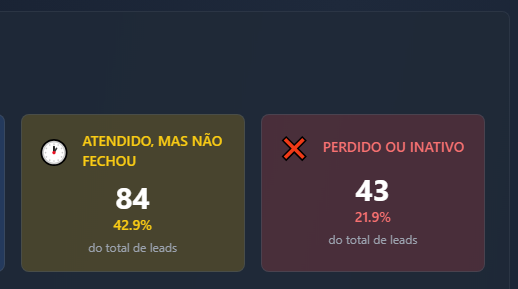 ATENDIDO, MAS NÃO
FECHOU
84
42.9%
do total de leads
PERDIDO OU INATIVO
43
21.9%
do total de leads